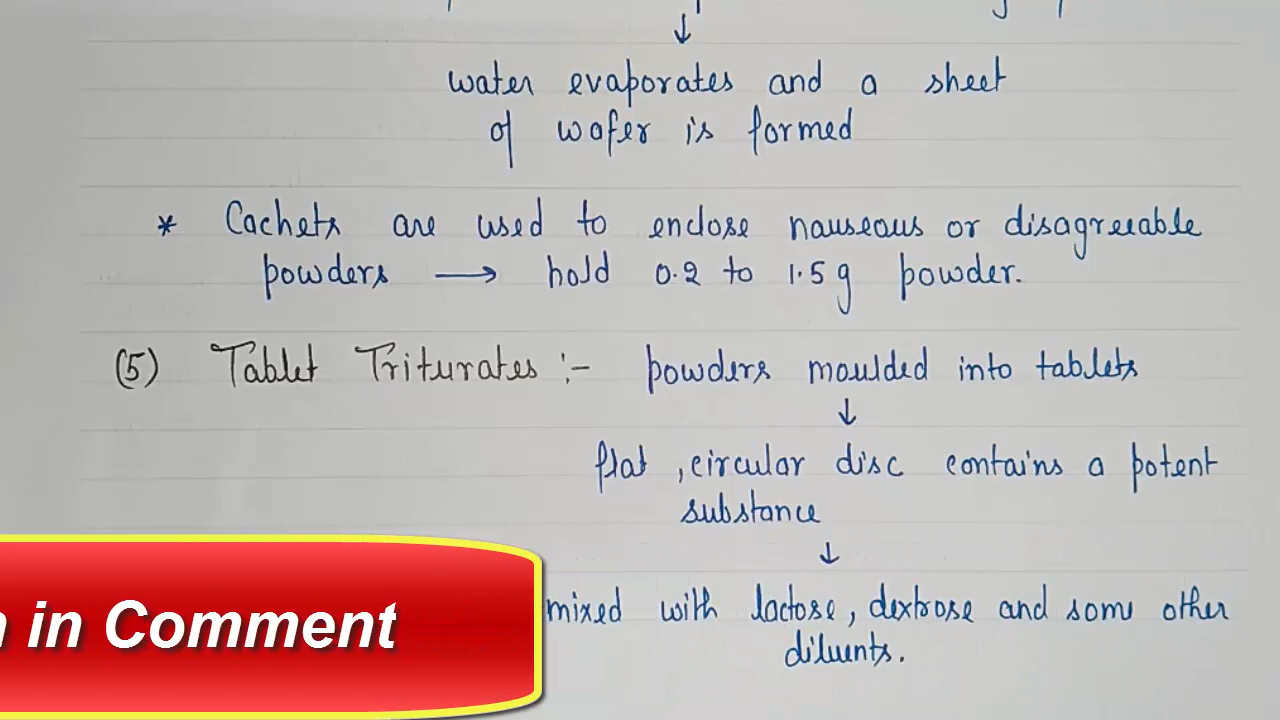 ↓
water evaporates and a sheet
of wafer is formed
* Cachets are used to enclose nauseous or disagreeable
powders → hold 0.2 to 1.5g powder.
(5) Tablet Triturates :- powders moulded into tablets
↓
flat, circular disc contains a potent
substance
↓
mixed with lactose, dextrose and some other
diluents.
in Comment